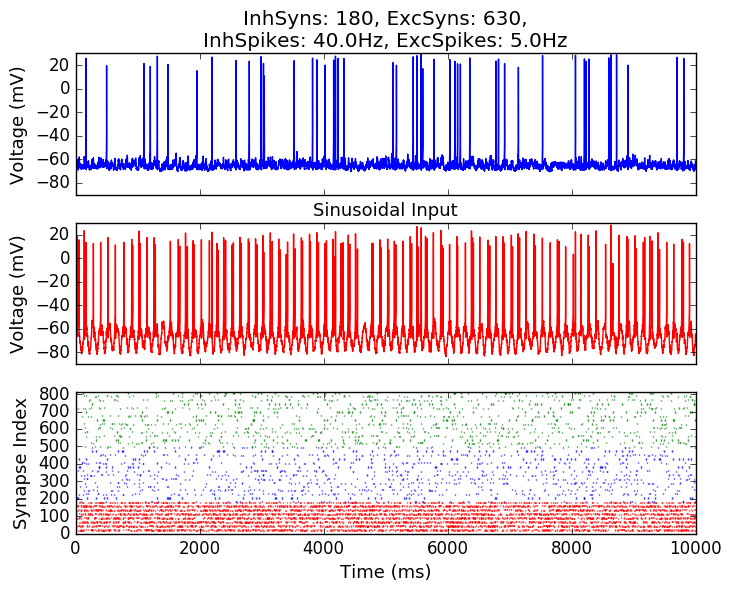 InhSyns: 180, ExcSyns: 630,
InhSpikes: 40.0Hz, ExcSpikes: 5.0Hz
20
0
−20
−40
−60
−80
Voltage (mV)
Sinusoidal Input
20
0
−20
−40
−60
−80
Voltage (mV)
800
700
600
500
400
300
200
100
0
Synapse Index
0 2000 4000 6000 8000 10000
Time (ms)